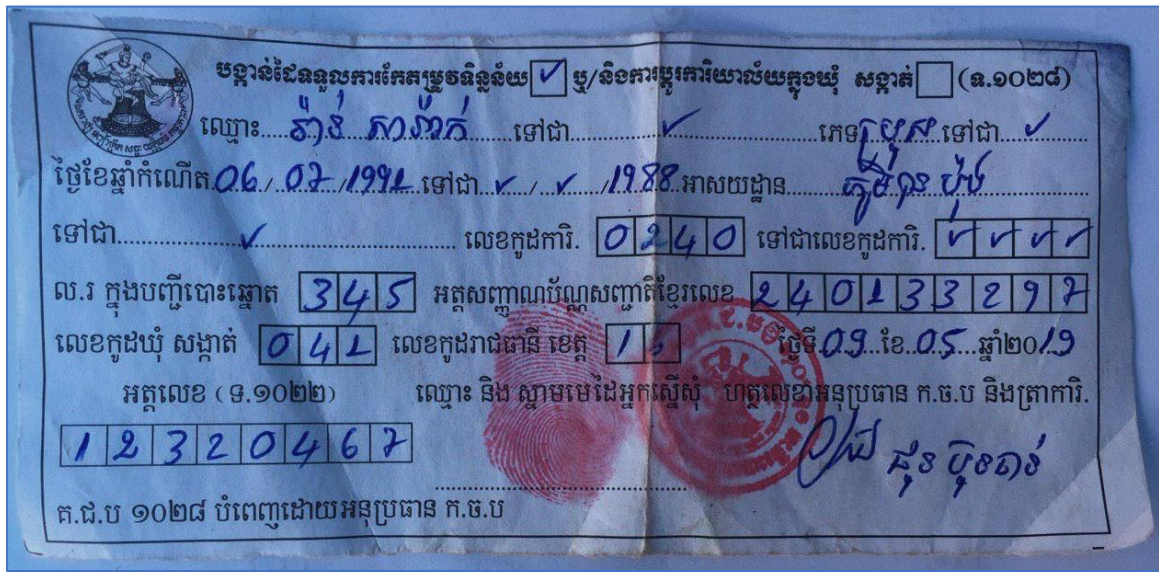 បង្កាន់ដៃទទួលការកែតម្រូវទិន្នន័យ ✓ ឬ/និងការប្តូរការិយាល័យក្នុងឃុំ សង្កាត់ (ទ.១០២៨)
ឈ្មោះ ទៅជា ✓ ភេទ ប្រុស ទៅជា ✓
ថ្ងៃខែឆ្នាំកំណើត 06 / 07 / 1991 ទៅជា ✓ / ✓ / 1988 អាសយដ្ឋាន ភូមិ
ទៅជា ✓ លេខកូដការិ. 0240 ទៅជាលេខកូដការិ. ✓ ✓ ✓ ✓
ល.រ ក្នុងបញ្ជីបោះឆ្នោត 345 អត្តសញ្ញាណប័ណ្ណសញ្ជាតិខ្មែរលេខ 240133297
លេខកូដឃុំ សង្កាត់ 041 លេខកូដរាជធានី ខេត្ត ថ្ងៃទី 09 ខែ 05 ឆ្នាំ២០19
អត្តលេខ (ទ.១០២២) ឈ្មោះ និង ស្នាមមេដៃអ្នកស្នើសុំ ហត្ថលេខាអនុប្រធាន ក.ច.ប និងត្រាការិ.
12320467
គ.ជ.ប ១០២៨ បំពេញដោយអនុប្រធាន ក.ច.ប